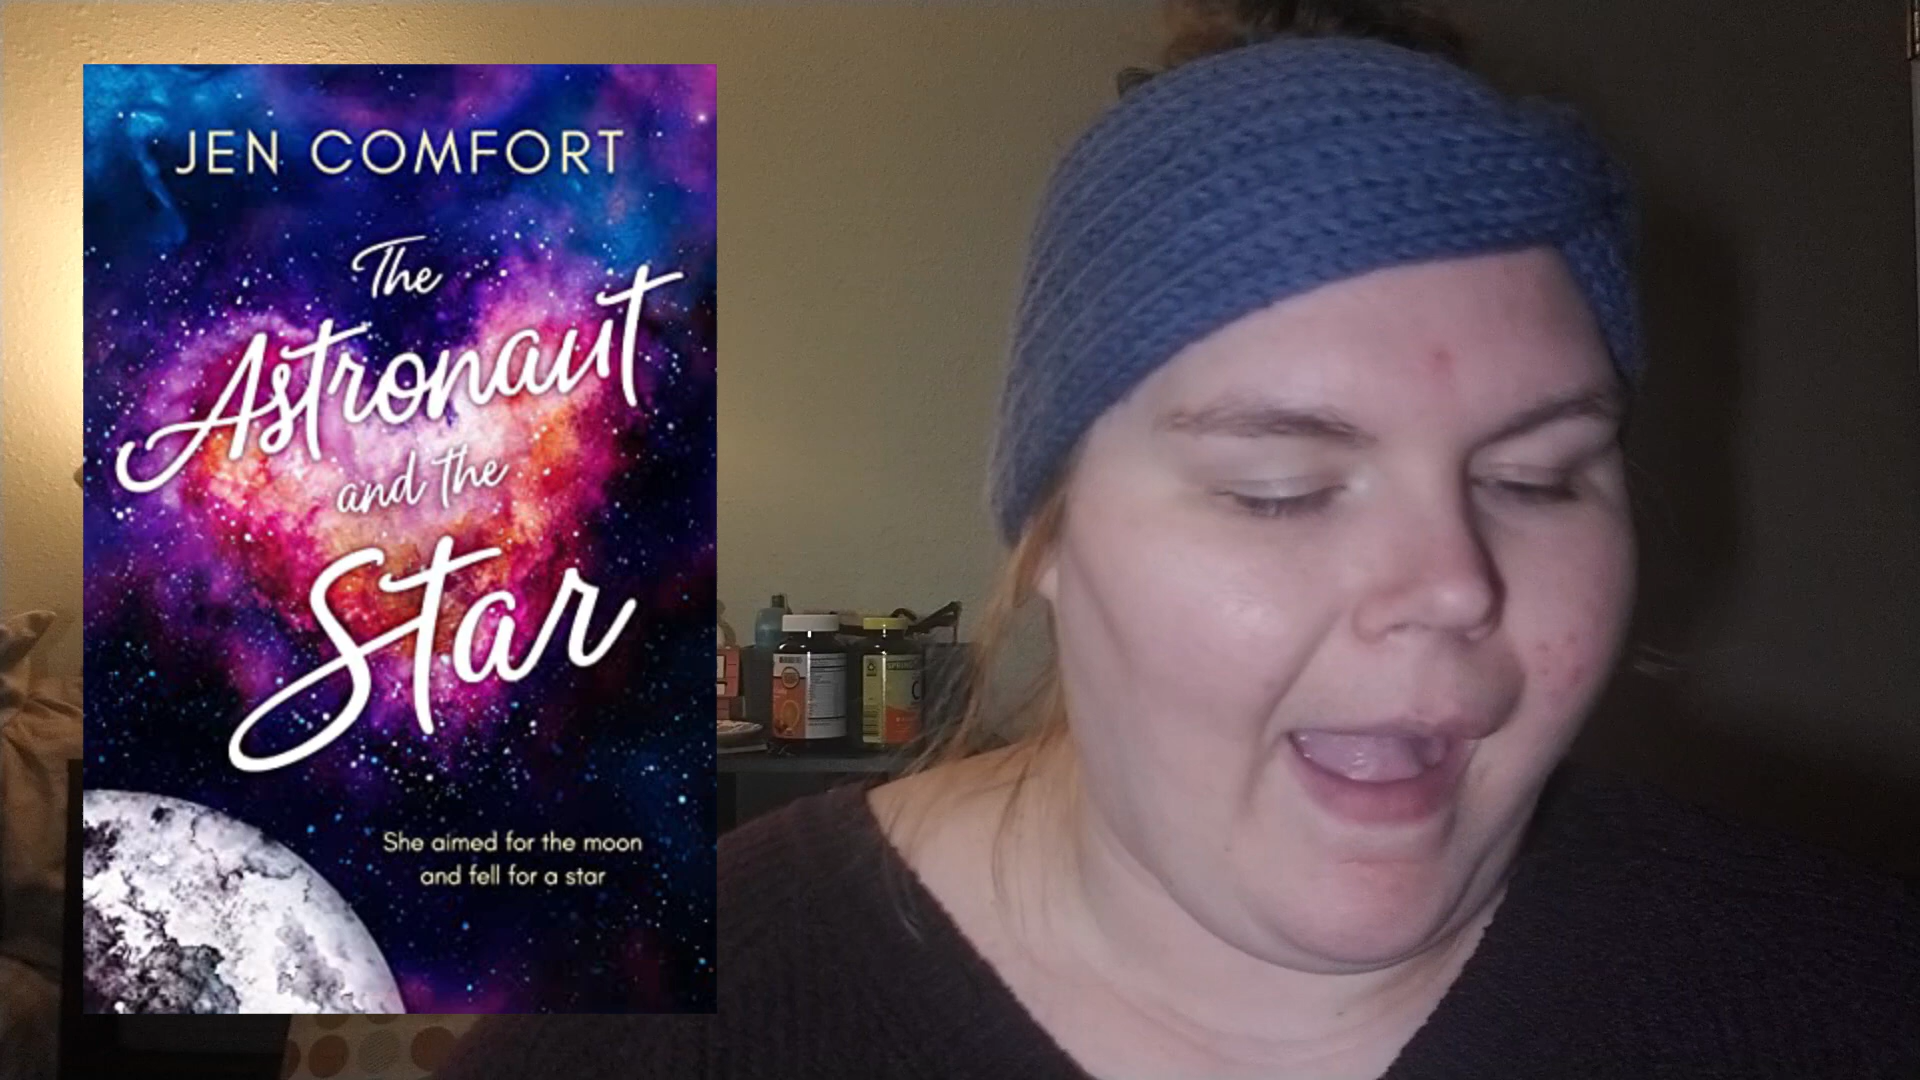 JEN COMFORT
The
Astronaut
and the
Star
She aimed for the moon
and fell for a star